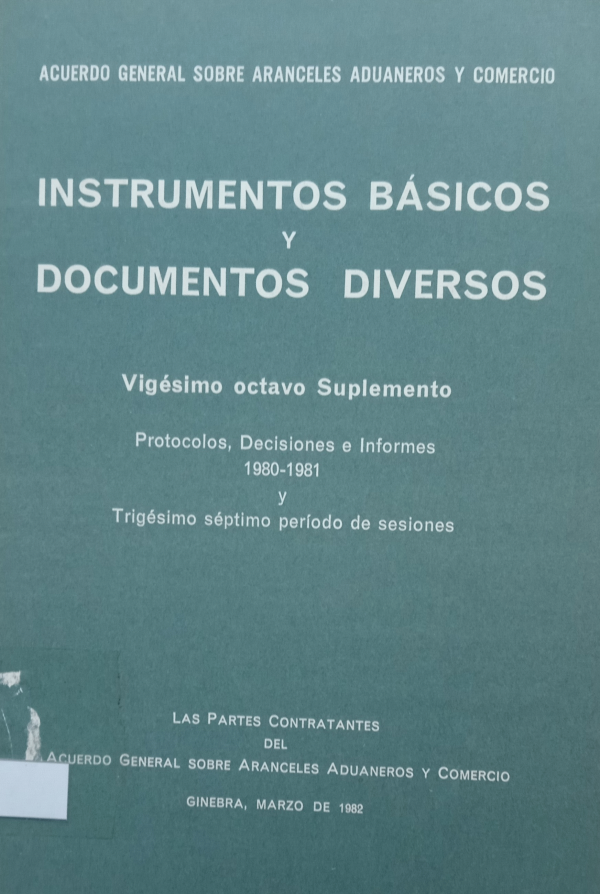 ACUERDO GENERAL SOBRE ARANCELES ADUANEROS Y COMERCIO
INSTRUMENTOS BÁSICOS
Y
DOCUMENTOS DIVERSOS
Vigésimo octavo Suplemento
Protocolos, Decisiones e Informes
1980-1981
y
Trigésimo séptimo período de sesiones
LAS PARTES CONTRATANTES
DEL
ACUERDO GENERAL SOBRE ARANCELES ADUANEROS Y COMERCIO
GINEBRA, MARZO DE 1982